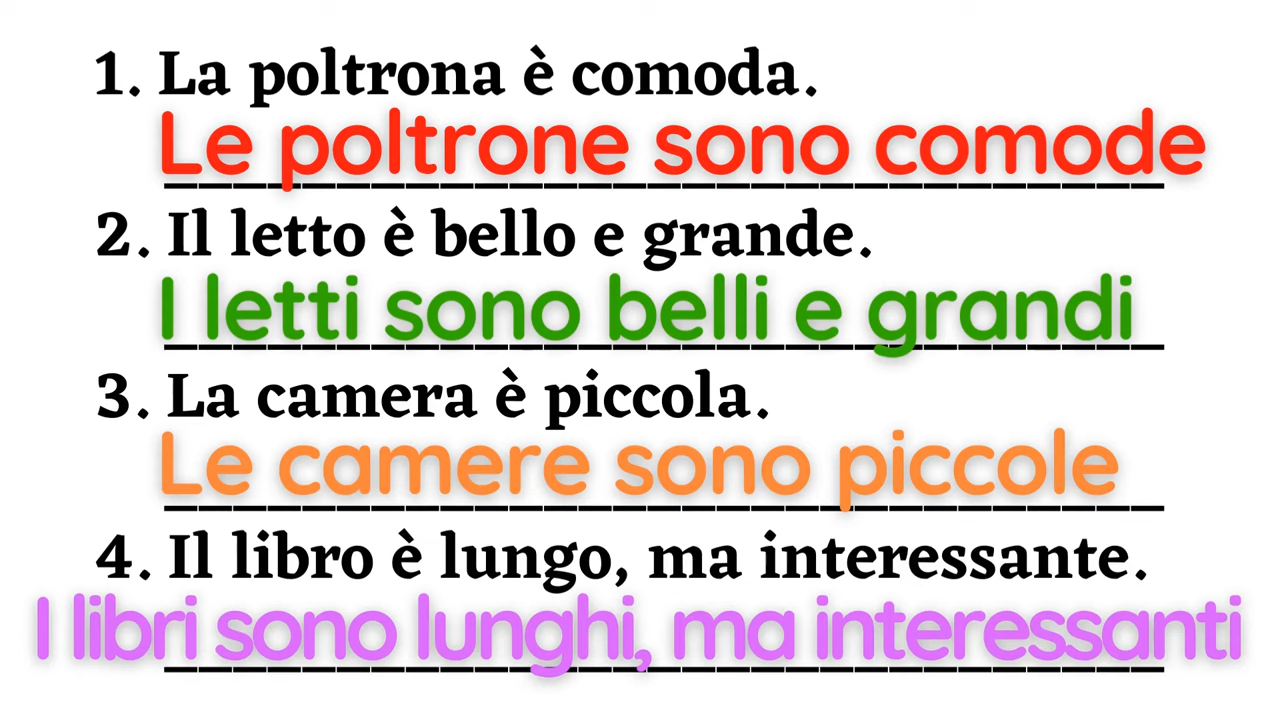 1. La poltrona è comoda.
Le poltrone sono comode
2. Il letto è bello e grande.
I letti sono belli e grandi
3. La camera è piccola.
Le camere sono piccole
4. Il libro è lungo, ma interessante.
I libri sono lunghi, ma interessanti